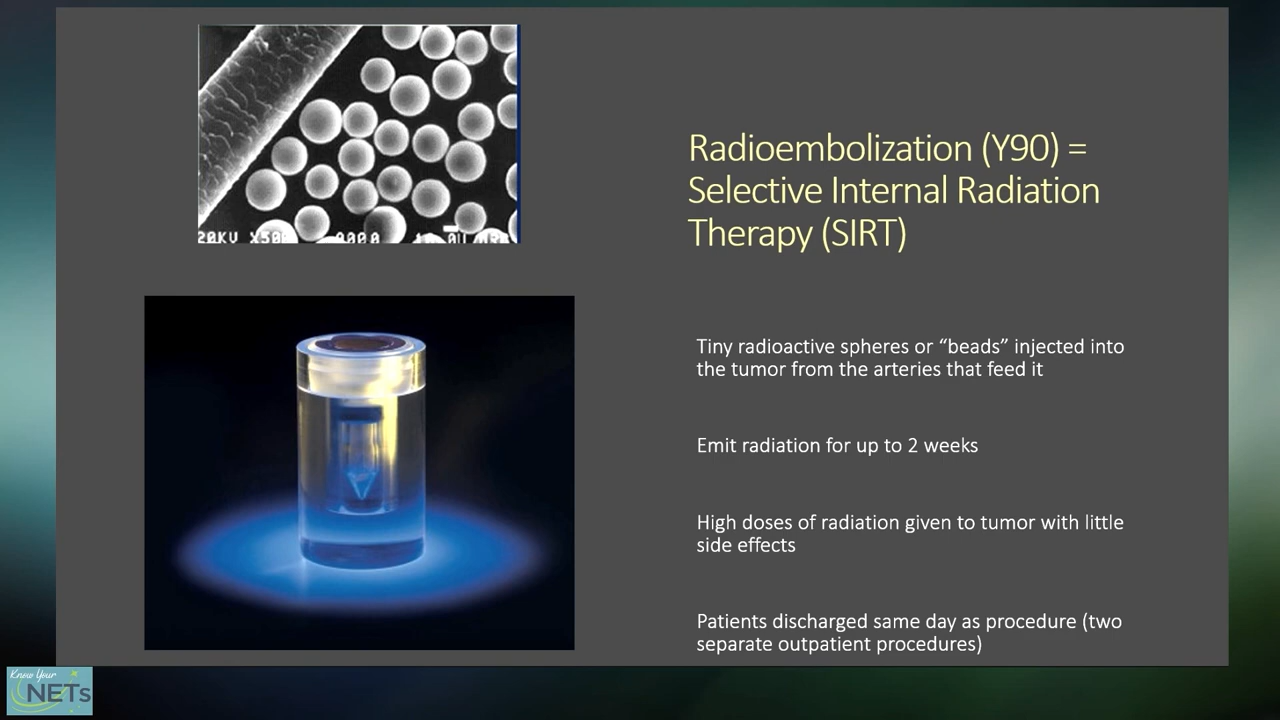 Radioembolization (Y90) =
Selective Internal Radiation
Therapy (SIRT)
Tiny radioactive spheres or “beads” injected into
the tumor from the arteries that feed it
Emit radiation for up to 2 weeks
High doses of radiation given to tumor with little
side effects
Patients discharged same day as procedure (two
separate outpatient procedures)
20KV X50
Know Your
NETs